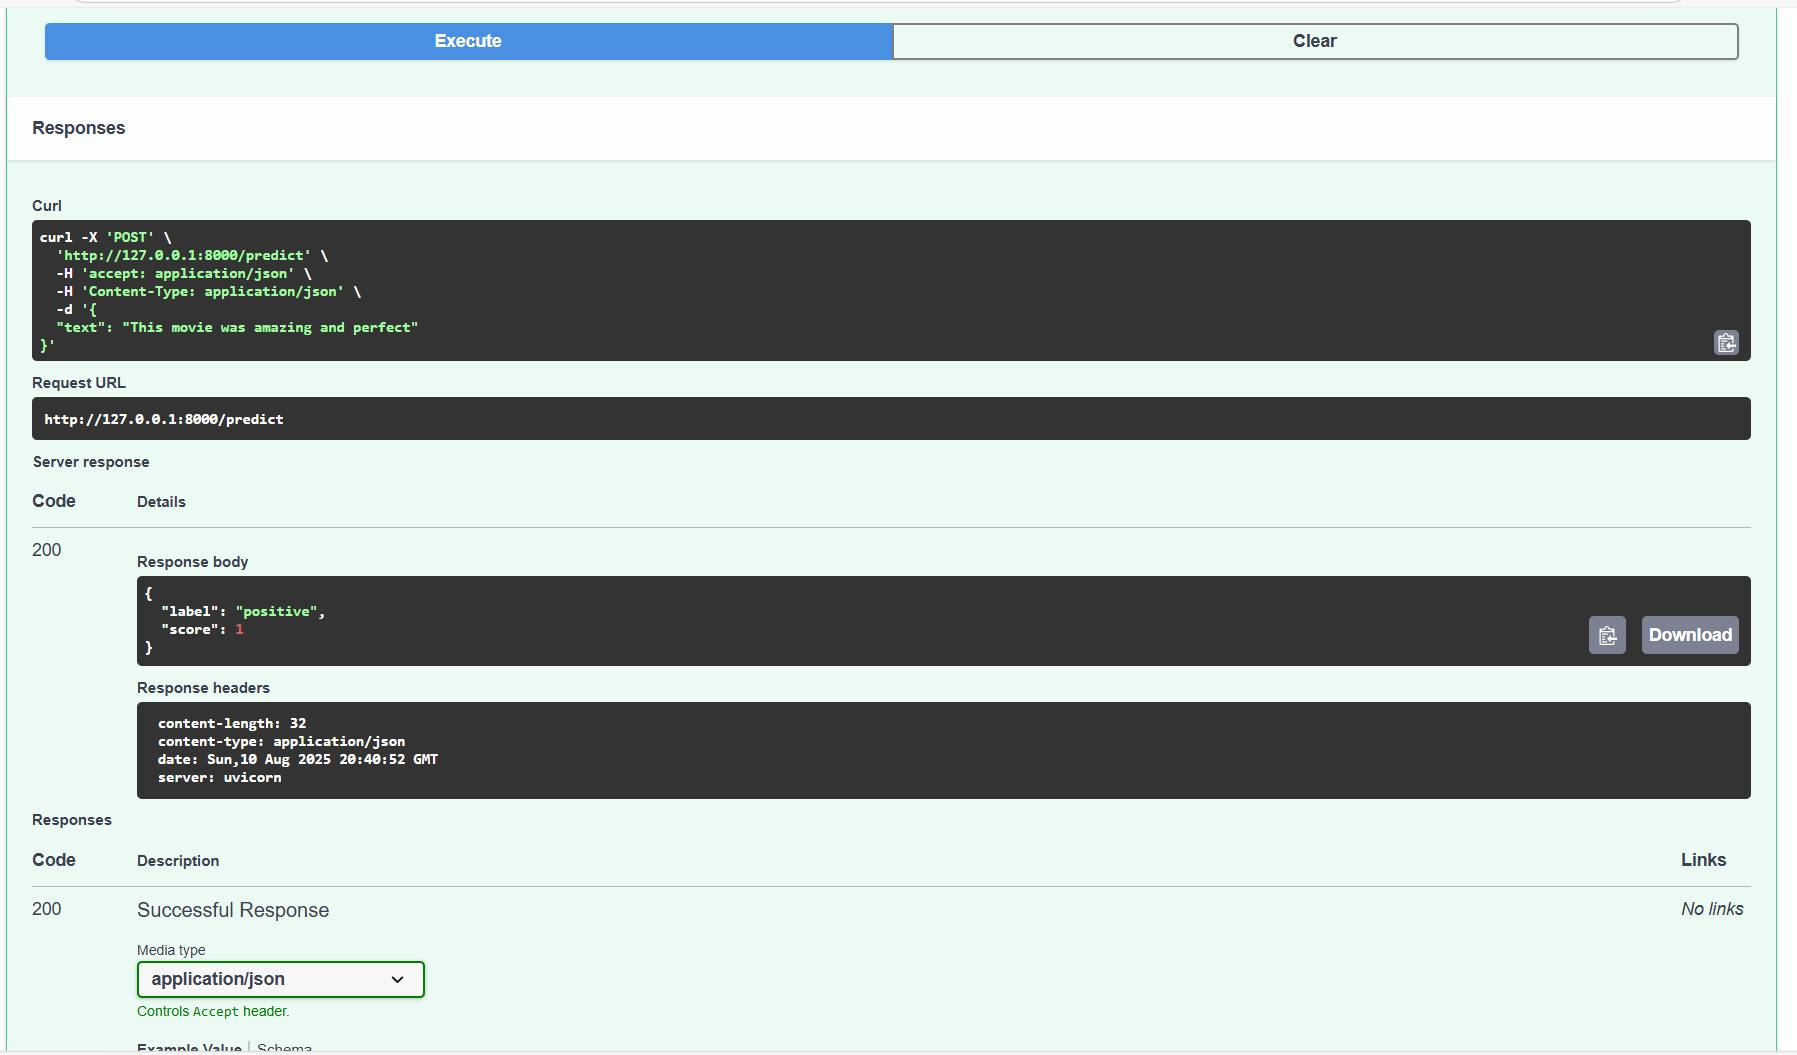 Execute
Clear
Responses
Curl
curl -X 'POST' \
'http://127.0.0.1:8000/predict' \
-H 'accept: application/json' \
-H 'Content-Type: application/json' \
-d '{
"text": "This movie was amazing and perfect"
}'
Request URL
http://127.0.0.1:8000/predict
Server response
Code Details
200
Response body
{
"label": "positive",
"score": 1
}
Download
Response headers
content-length: 32
content-type: application/json
date: Sun,10 Aug 2025 20:40:52 GMT
server: uvicorn
Responses
Code Description Links
200 Successful Response No links
Media type
application/json
Controls Accept header.
Example Value Schema